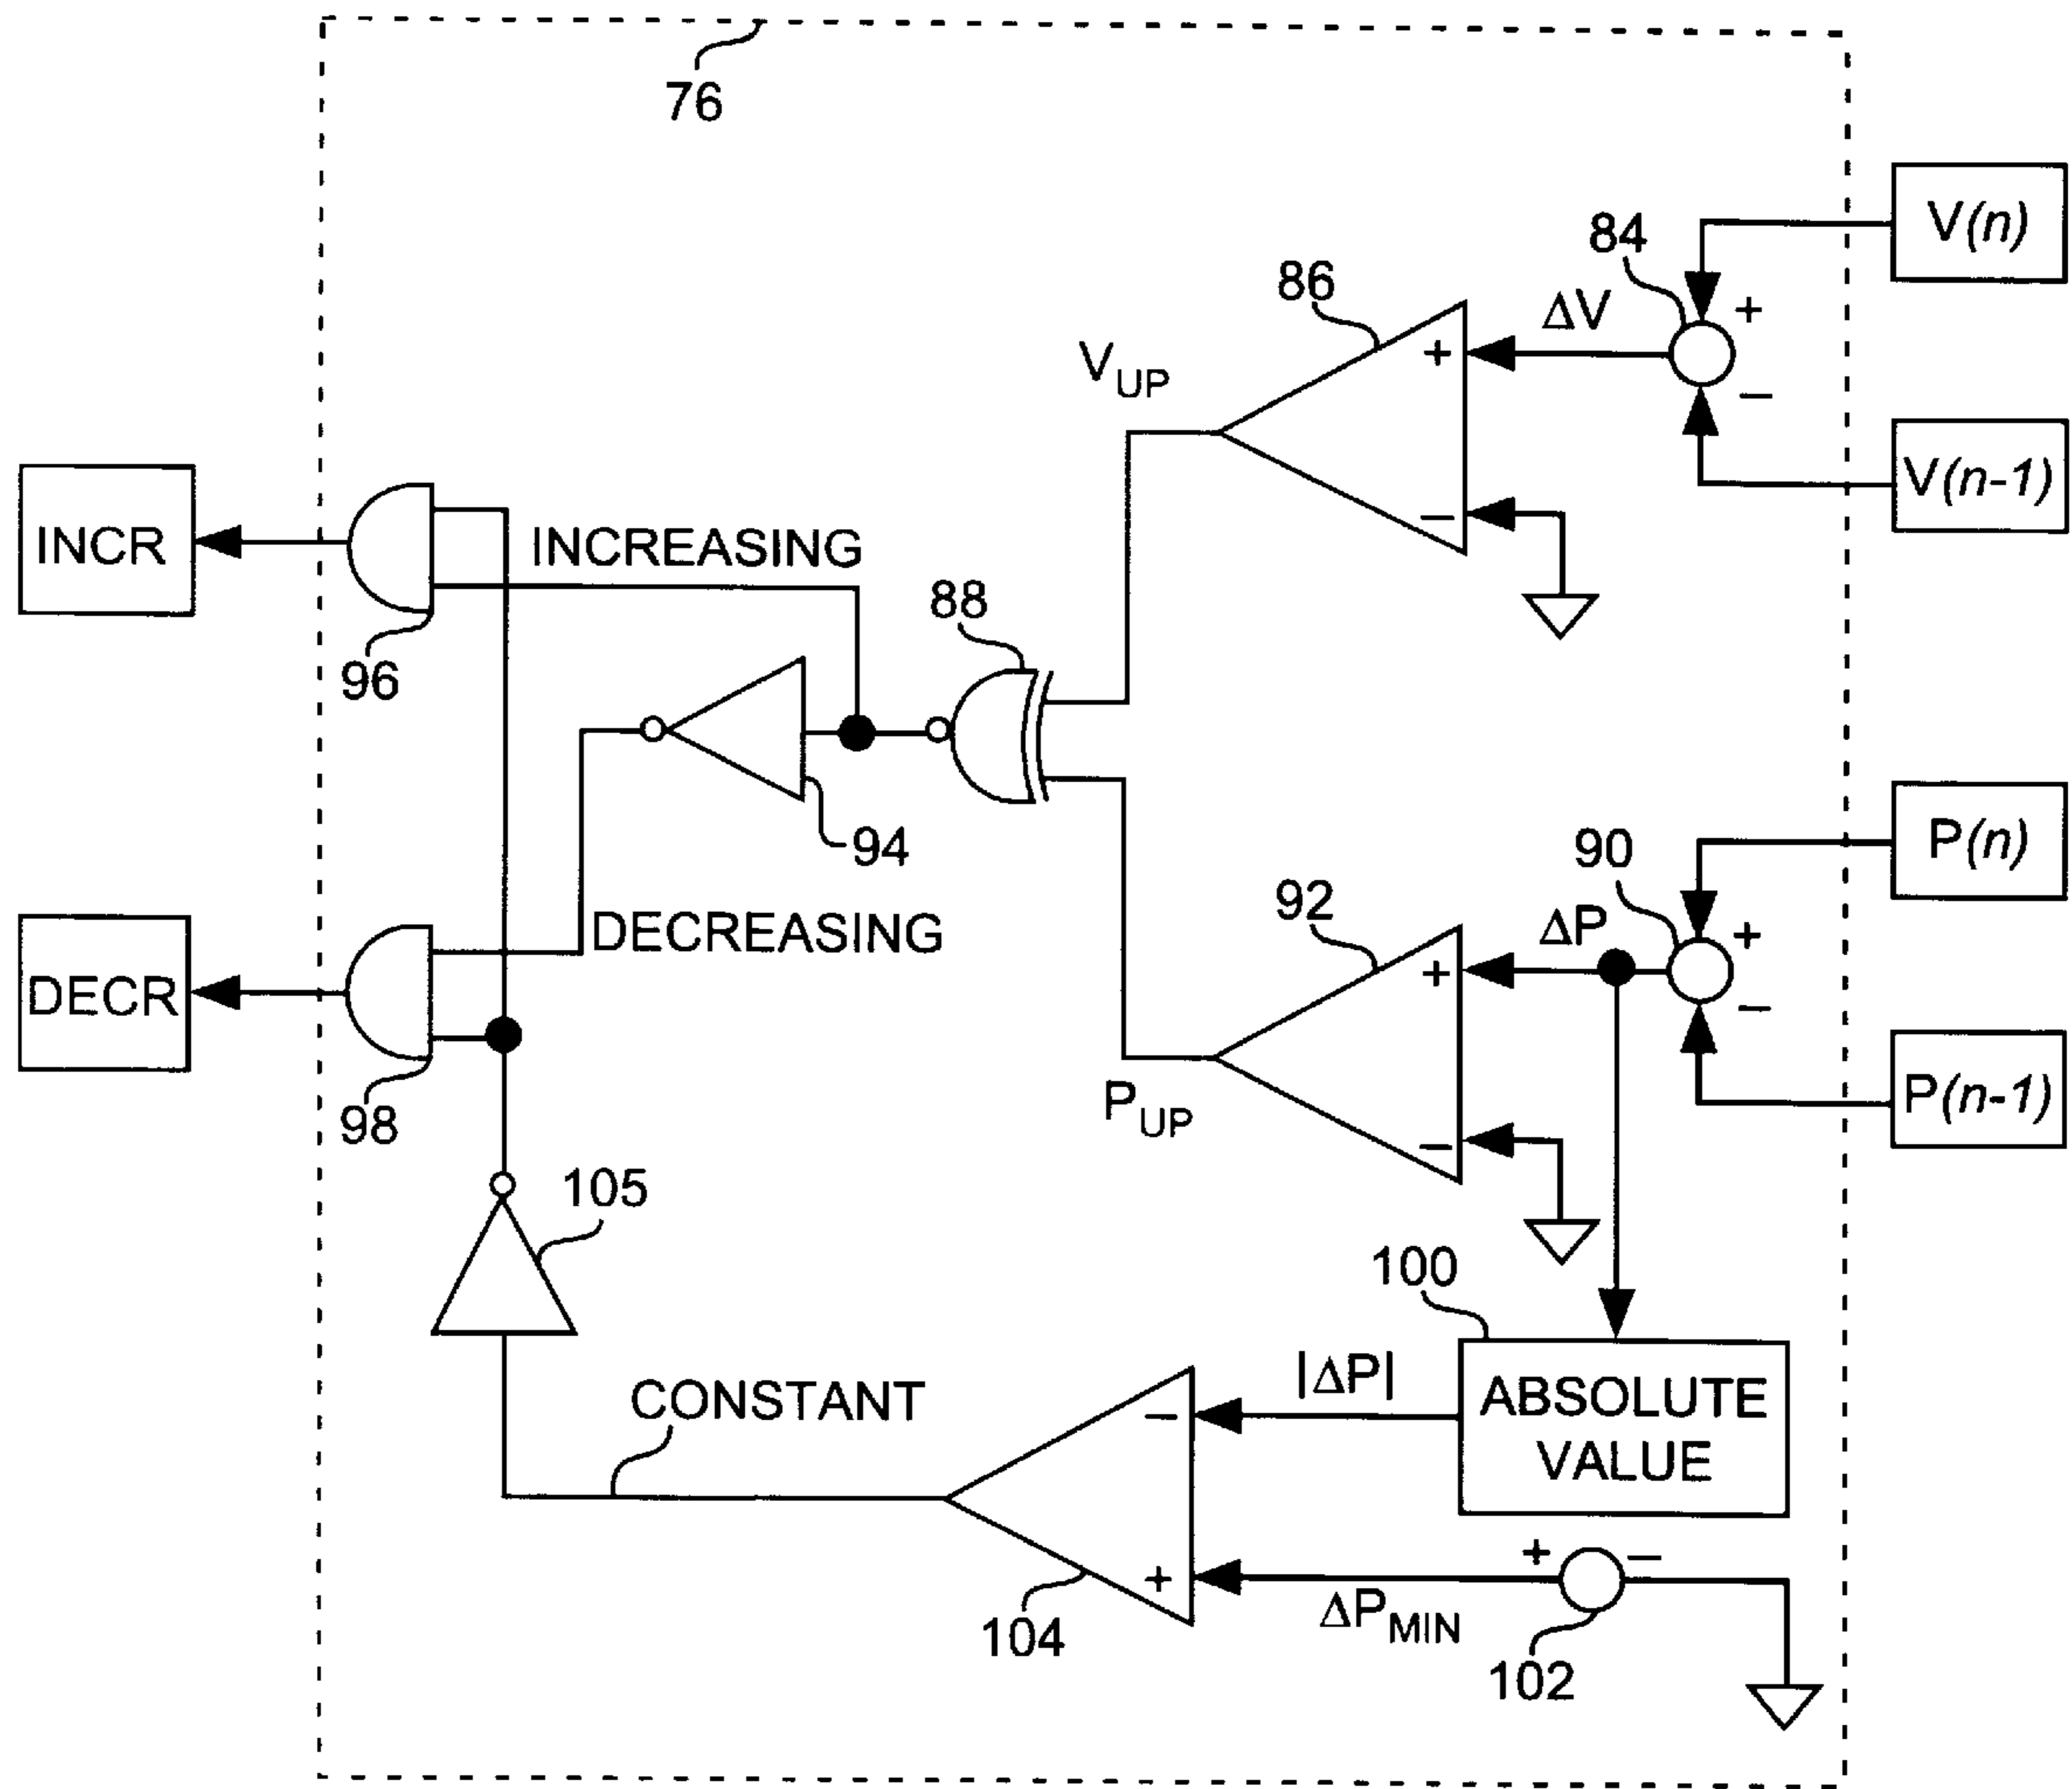 76
V(n)
84
ΔV
+
−
86
+
−
V_UP
V(n-1)
INCR
INCREASING
96
88
94
P(n)
90
ΔP
+
−
92
+
−
P_UP
P(n-1)
DECREASING
DECR
98
105
100
ABSOLUTE
VALUE
|ΔP|
CONSTANT
−
+
104
ΔP_MIN
+
−
102